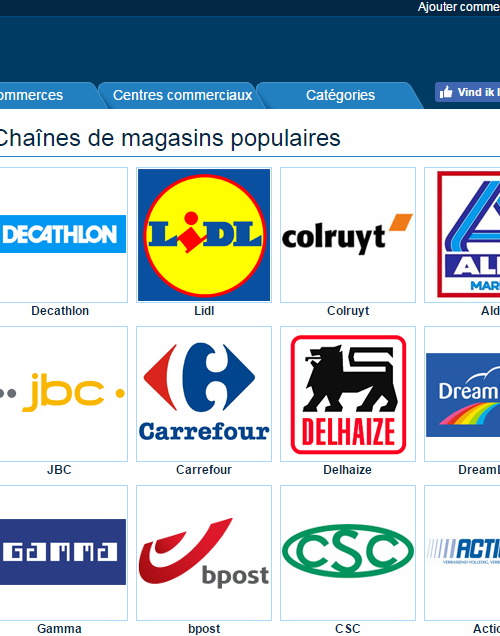 Ajouter comme
ommerces
Centres commerciaux
Catégories
Vind ik l
Chaînes de magasins populaires
DECATHLON
LiDL
colruyt
ALD
MAR
Decathlon
Lidl
Colruyt
Ald
jbc
Carrefour
DELHAIZE
Dream
JBC
Carrefour
Delhaize
DreamL
GAMMA
bpost
CSC
ACTIO
Gamma
bpost
CSC
Actio